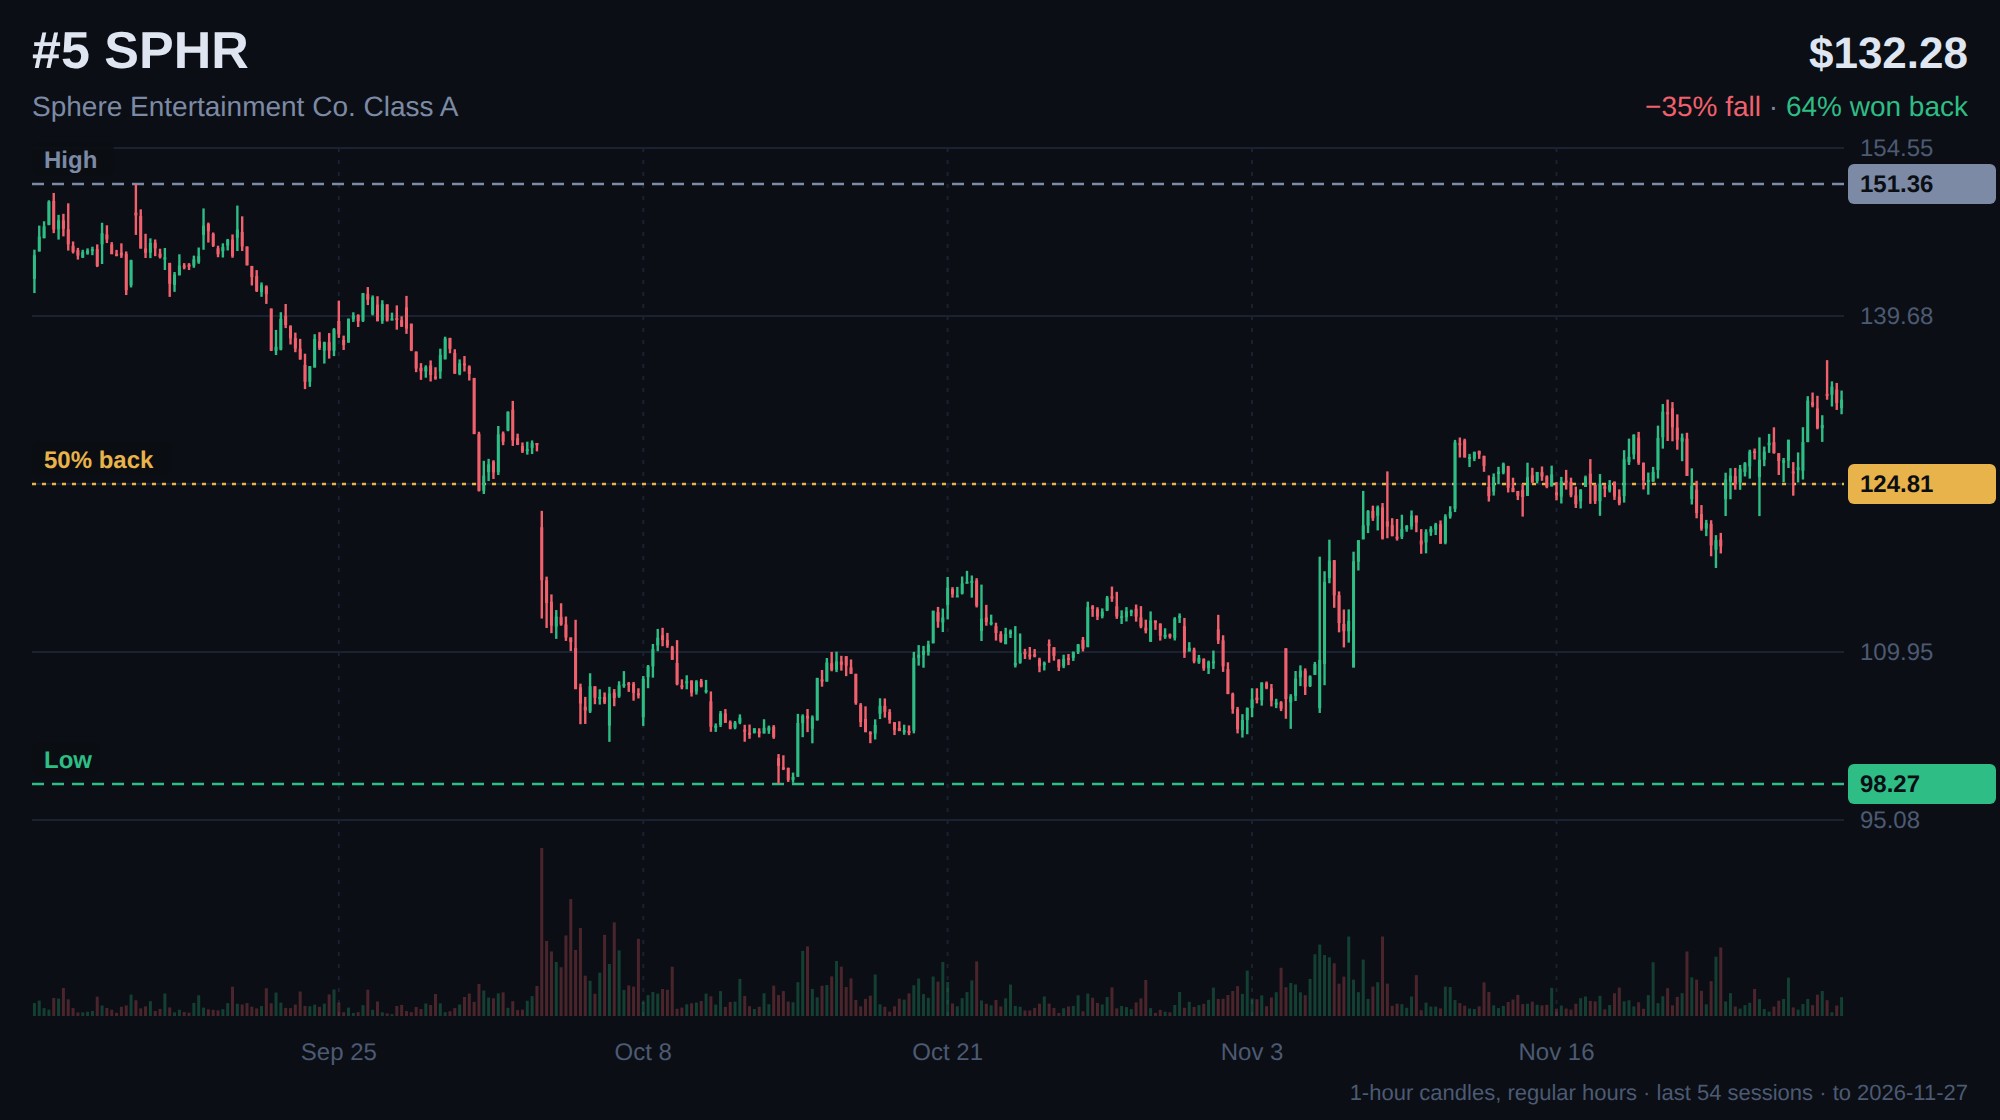 #5 SPHR
$132.28
Sphere Entertainment Co. Class A
−35% fall · 64% won back
High
154.55
151.36
139.68
50% back
124.81
109.95
Low
98.27
95.08
Sep 25
Oct 8
Oct 21
Nov 3
Nov 16
1-hour candles, regular hours · last 54 sessions · to 2026-11-27